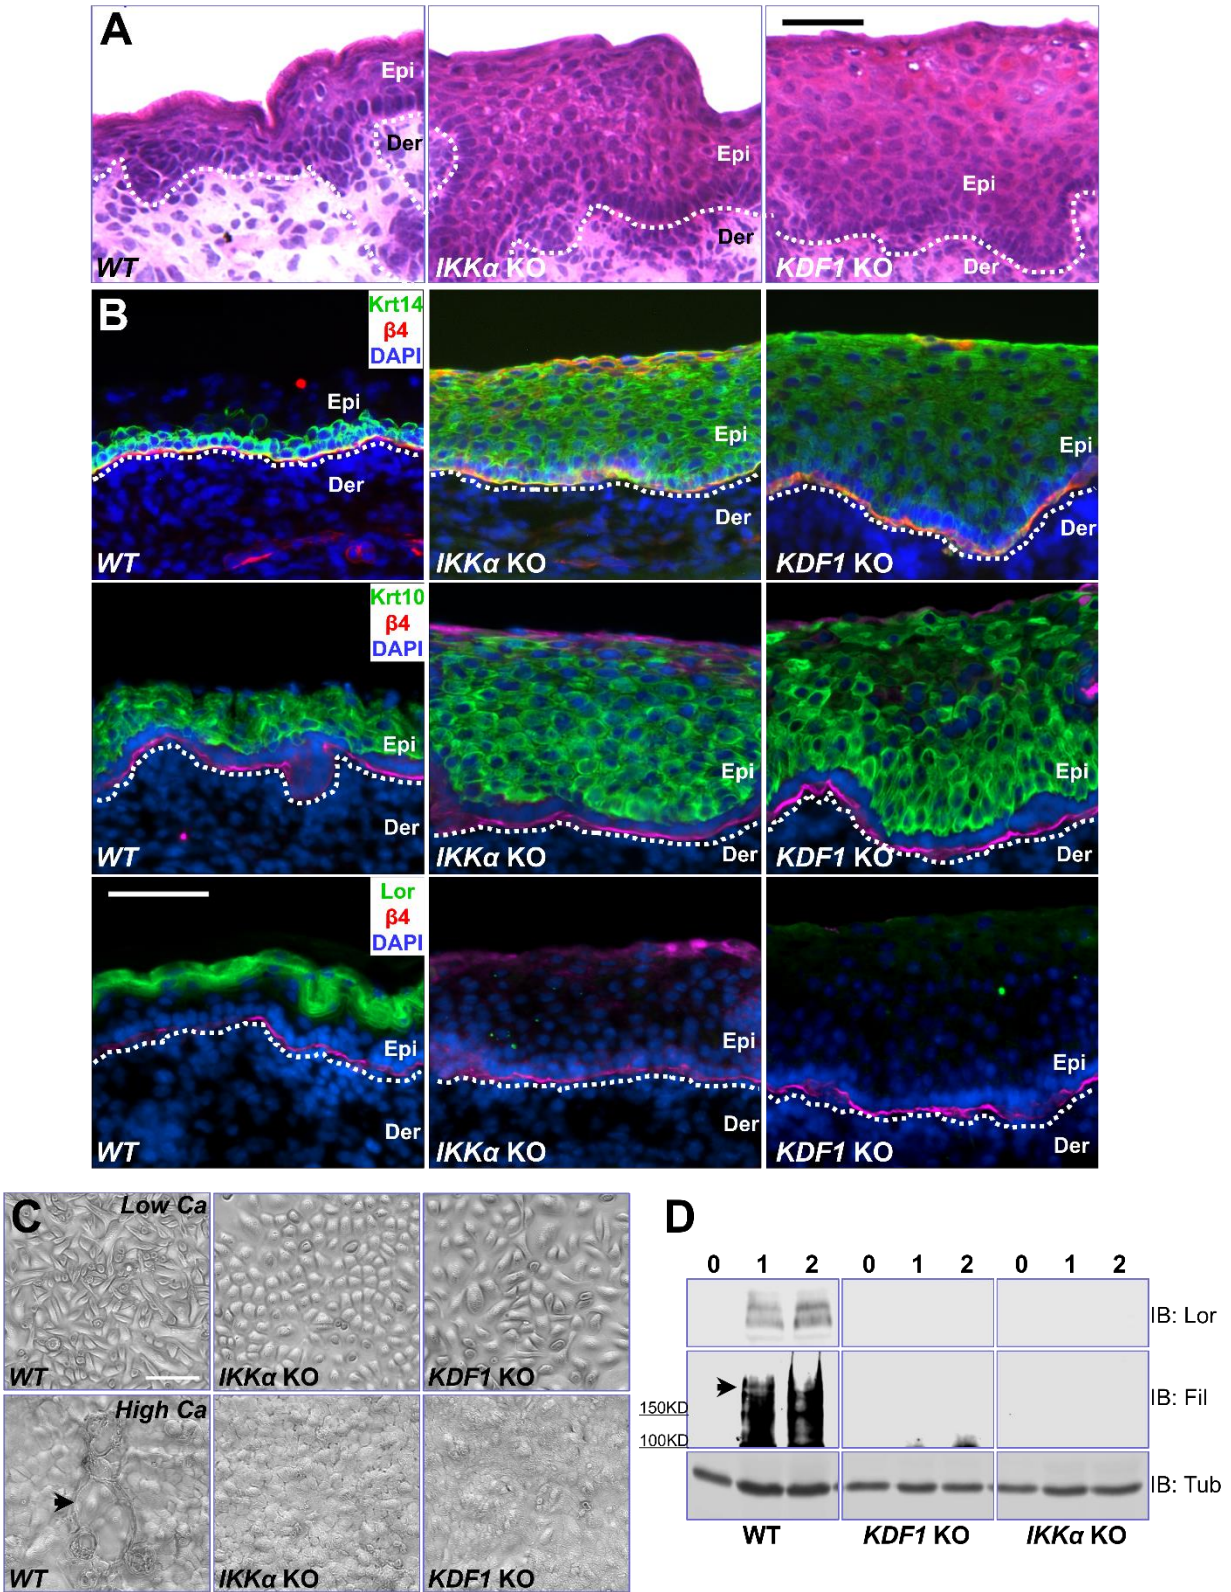 A
Epi
Der
WT
Epi
Der
IKKα KO
Epi
Der
KDF1 KO
B
Krt14
β4
DAPI
Epi
Der
WT
Epi
Der
IKKα KO
Epi
Der
KDF1 KO
Krt10
β4
DAPI
Epi
Der
WT
Epi
Der
IKKα KO
Epi
Der
KDF1 KO
Lor
β4
DAPI
Epi
Der
WT
Epi
Der
IKKα KO
Epi
Der
KDF1 KO
C
Low Ca
WT
IKKα KO
KDF1 KO
High Ca
WT
IKKα KO
KDF1 KO
D
0 1 2 0 1 2 0 1 2
IB: Lor
IB: Fil
150KD
100KD
IB: Tub
WT KDF1 KO IKKα KO